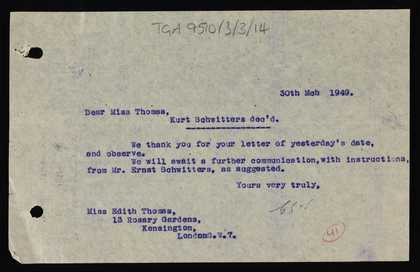 TGA 9510/3/3/14
30th Mch 1949.
Dear Miss Thomas,
Kurt Schwitters dec'd.
We thank you for your letter of yesterday's date,
and observe.
We will await a further communication, with instructions,
from Mr. Ernst Schwitters, as suggested.
Yours very truly,
Miss Edith Thomas,
13 Rosary Gardens,
Kensington,
London S.W.7.
41